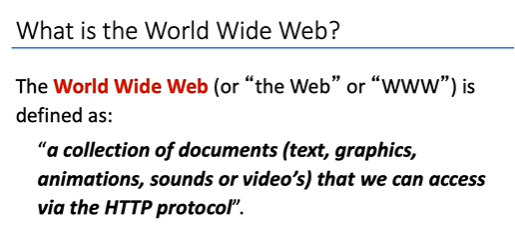 What is the World Wide Web?
The World Wide Web (or “the Web” or “WWW”) is
defined as:
“a collection of documents (text, graphics,
animations, sounds or video’s) that we can access
via the HTTP protocol”.